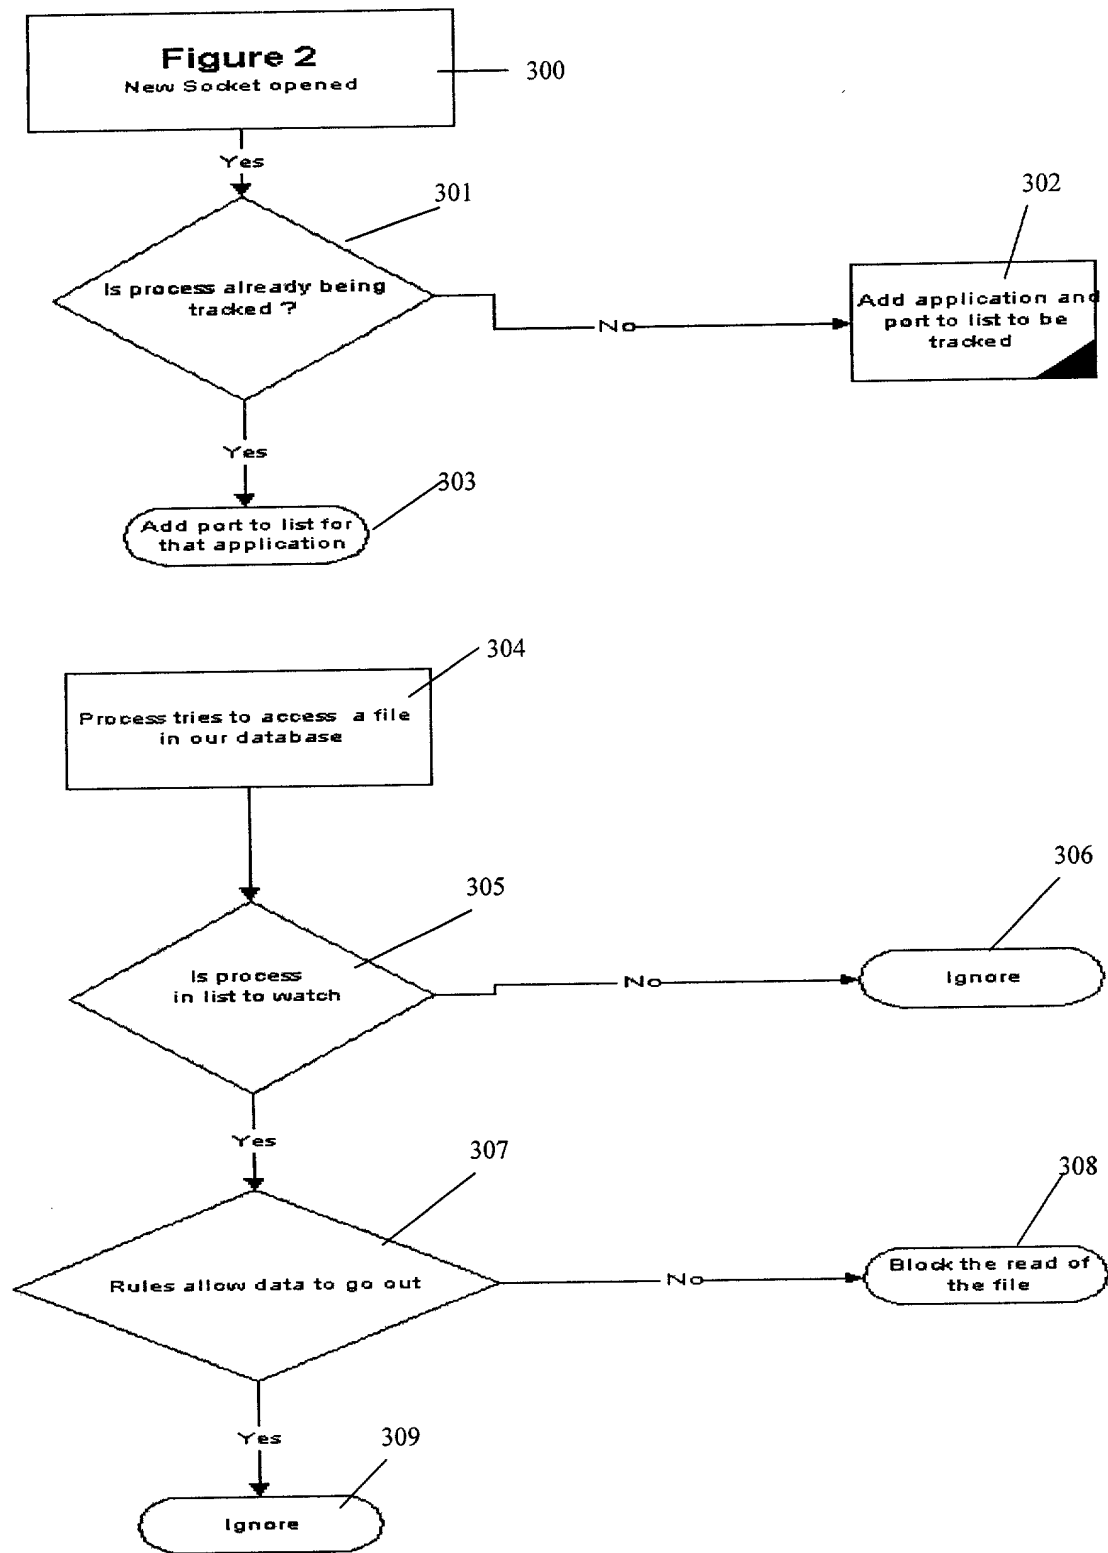 Figure 2
New Socket opened
300
Yes
301
302
Is process already being
tracked ?
No
Add application and
port to list to be
tracked
Yes
303
Add port to list for
that application
304
Process tries to access a file
in our database
305
306
Is process
in list to watch
No
Ignore
Yes
307
308
Rules allow data to go out
No
Block the read of
the file
Yes
309
Ignore